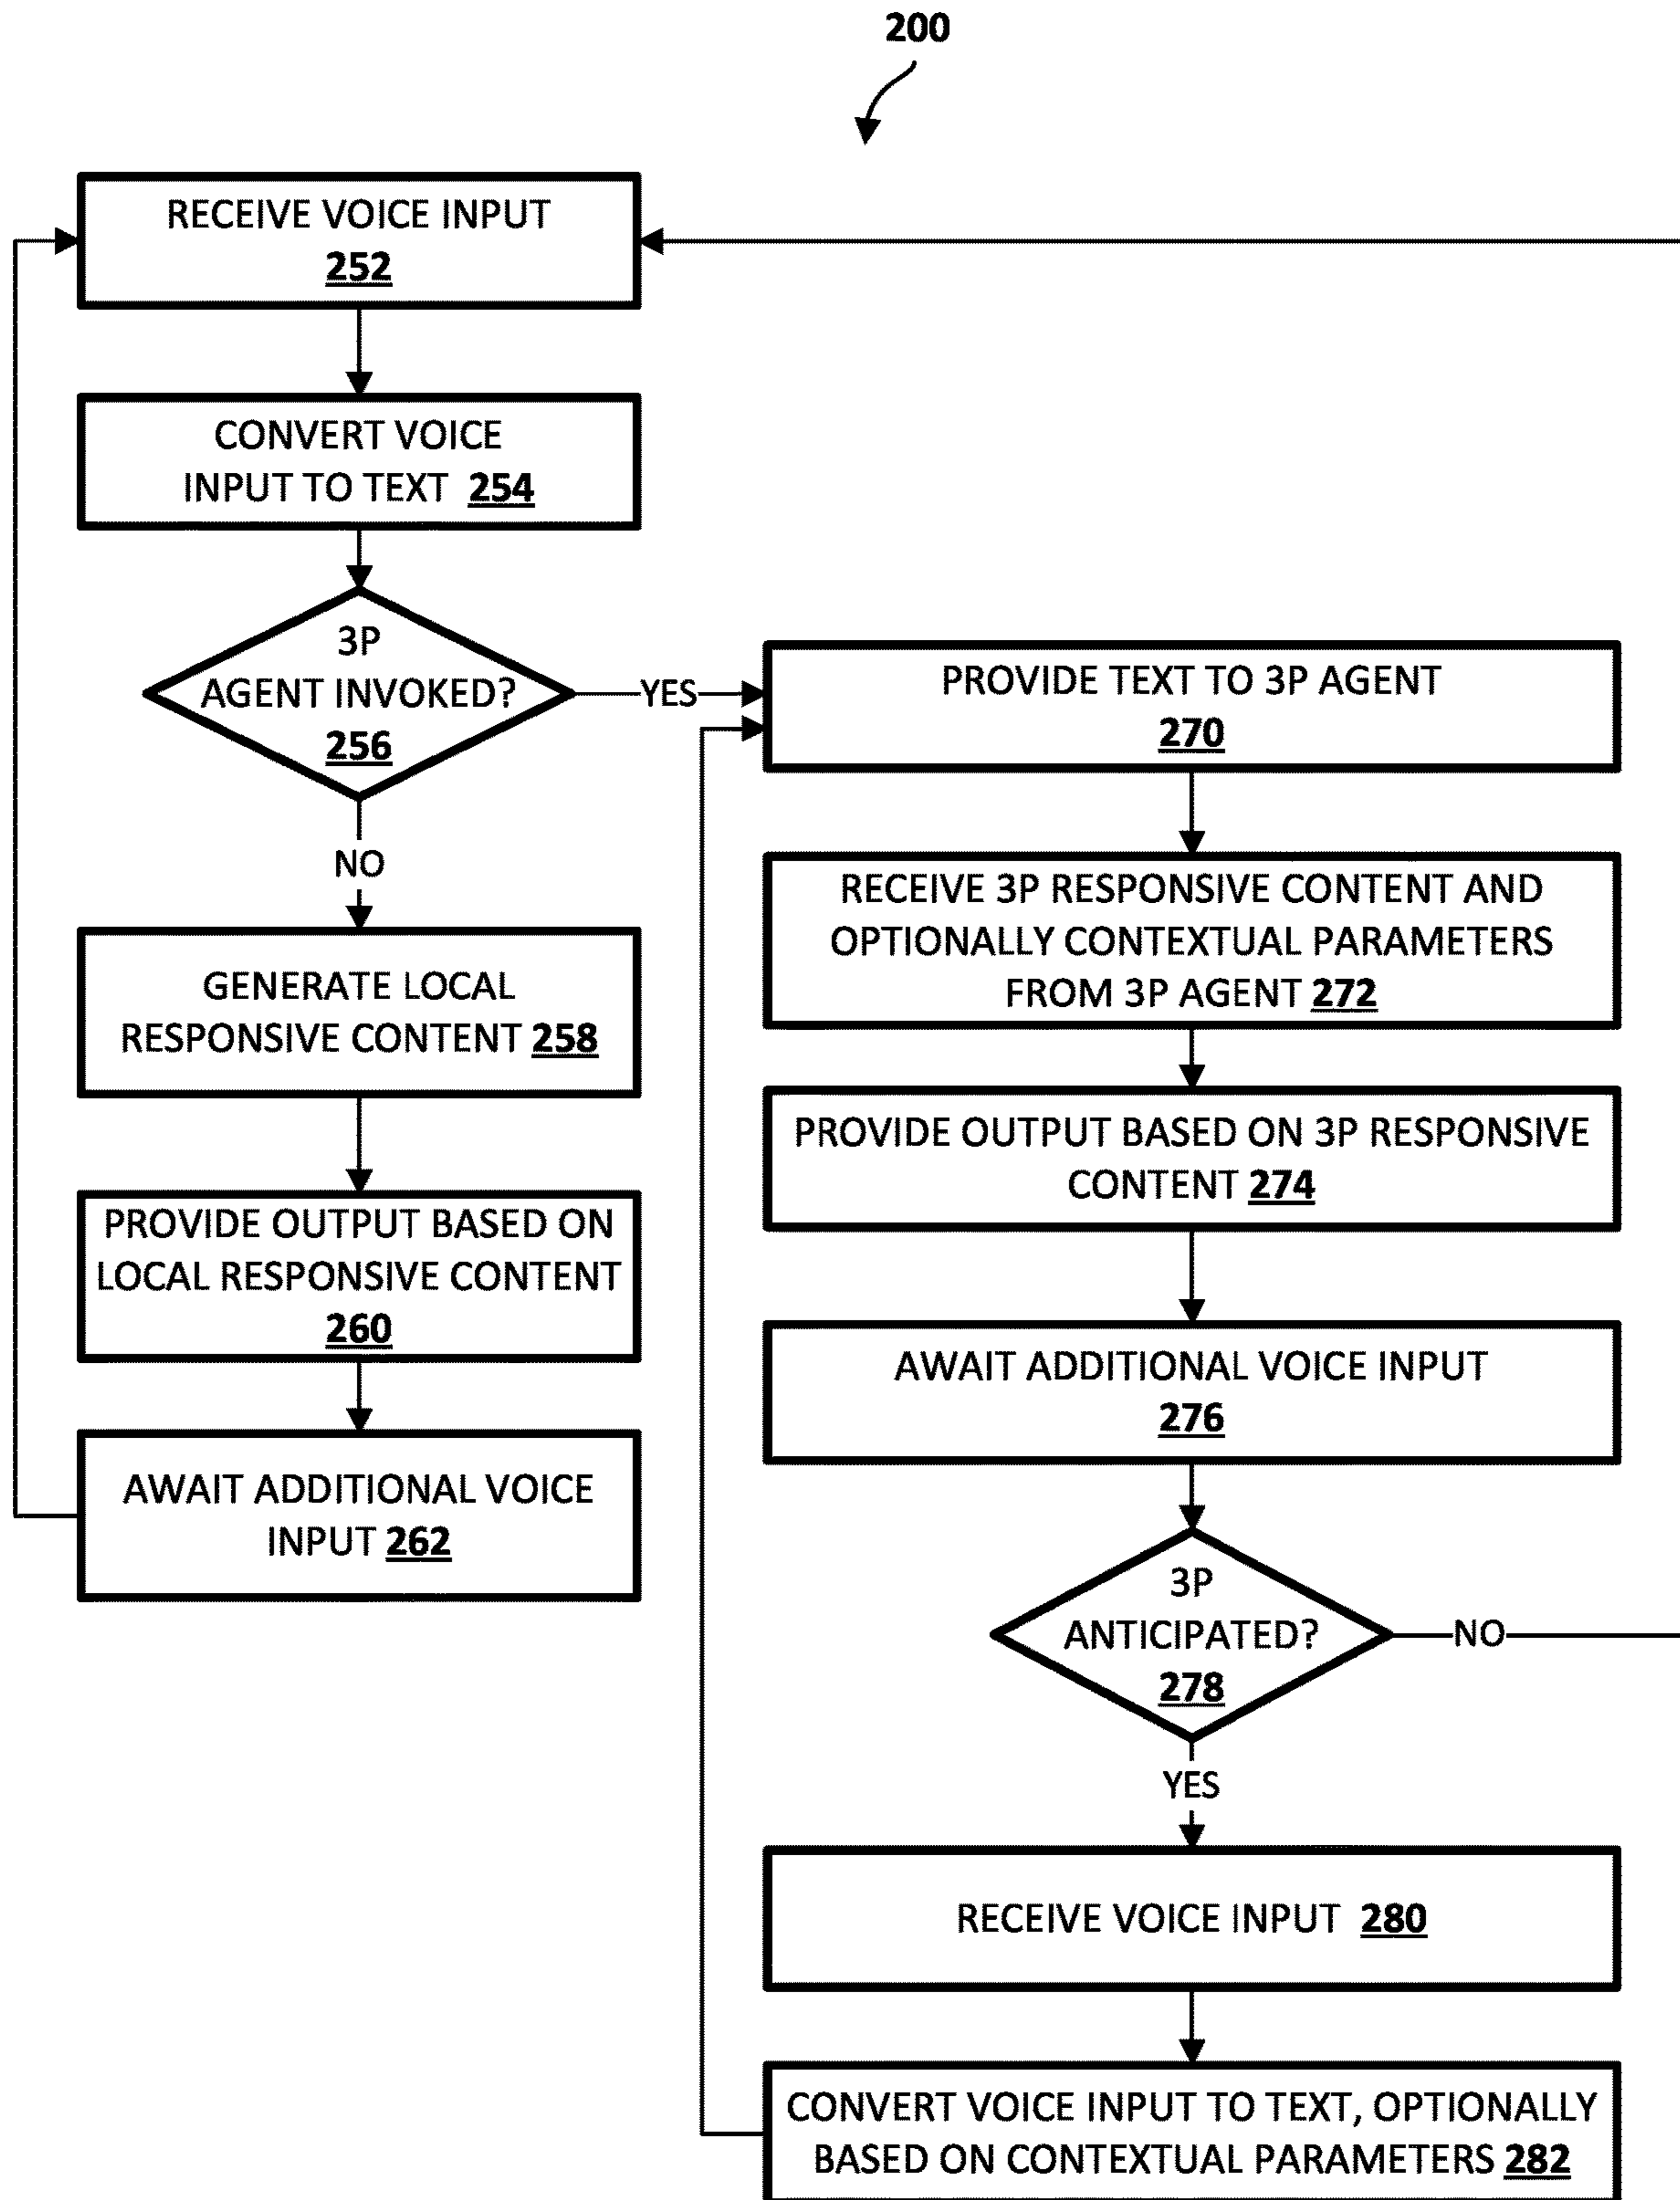 200
RECEIVE VOICE INPUT
252
CONVERT VOICE
INPUT TO TEXT 254
3P
AGENT INVOKED?
256
YES
NO
GENERATE LOCAL
RESPONSIVE CONTENT 258
PROVIDE OUTPUT BASED ON
LOCAL RESPONSIVE CONTENT
260
AWAIT ADDITIONAL VOICE
INPUT 262
PROVIDE TEXT TO 3P AGENT
270
RECEIVE 3P RESPONSIVE CONTENT AND
OPTIONALLY CONTEXTUAL PARAMETERS
FROM 3P AGENT 272
PROVIDE OUTPUT BASED ON 3P RESPONSIVE
CONTENT 274
AWAIT ADDITIONAL VOICE INPUT
276
3P
ANTICIPATED?
278
NO
YES
RECEIVE VOICE INPUT 280
CONVERT VOICE INPUT TO TEXT, OPTIONALLY
BASED ON CONTEXTUAL PARAMETERS 282